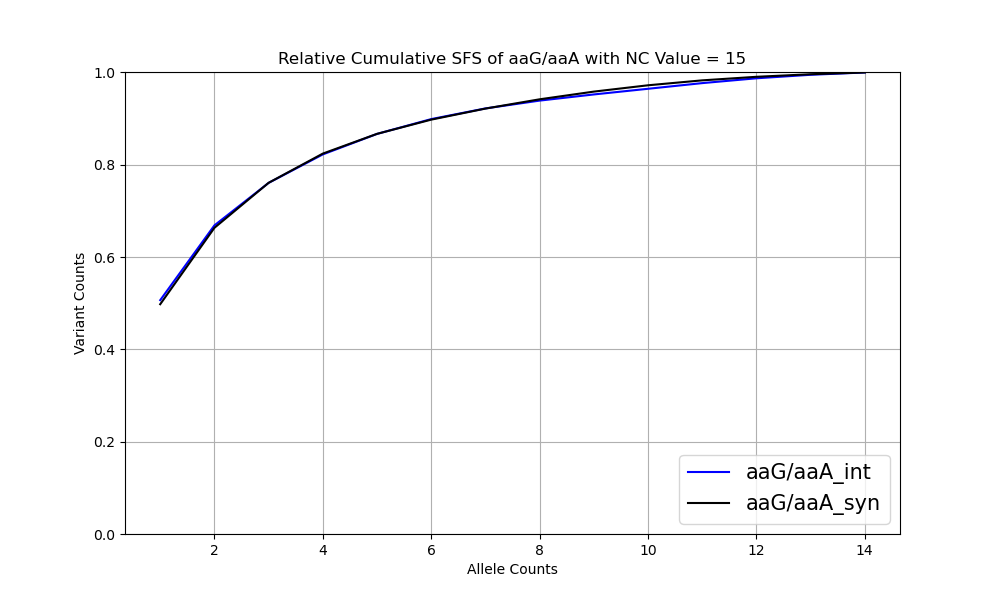 Relative Cumulative SFS of aaG/aaA with NC Value = 15
1.0
0.8
0.6
0.4
0.2
0.0
Variant Counts
2 4 6 8 10 12 14
Allele Counts
aaG/aaA_int
aaG/aaA_syn